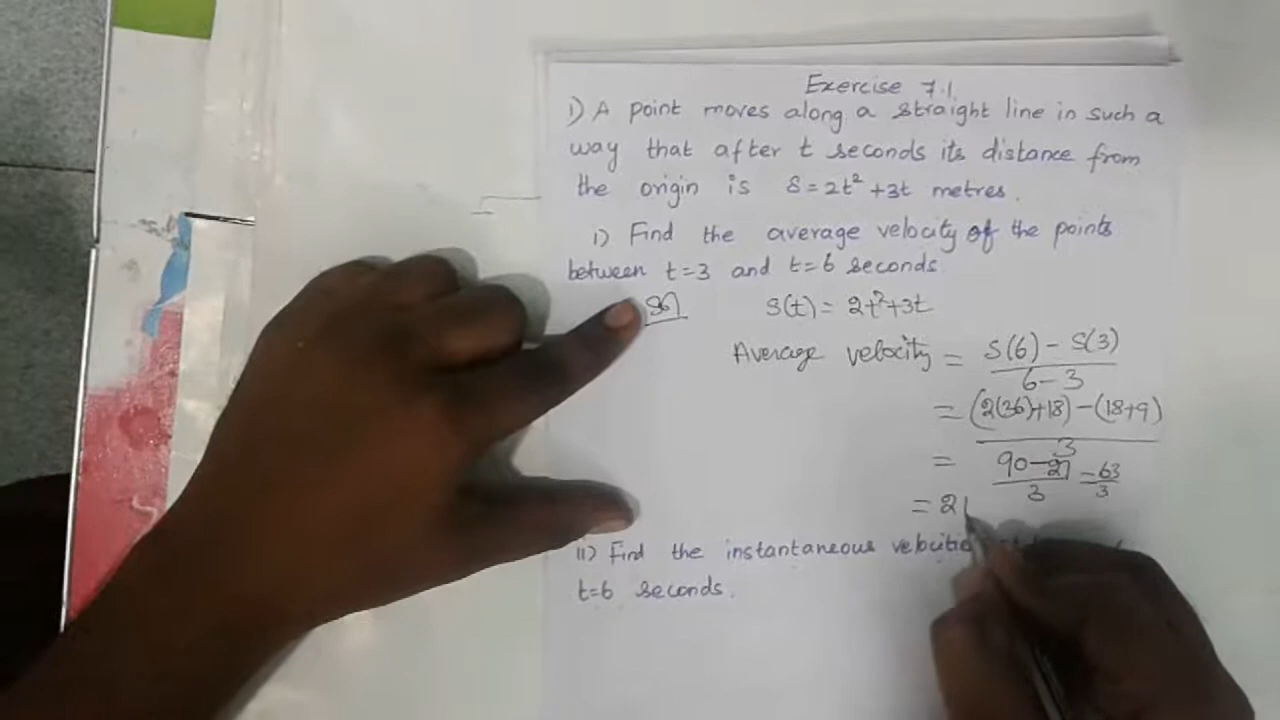 Exercise 7.1
1) A point moves along a straight line in such a
way that after t seconds its distance from
the origin is S = 2t² + 3t metres.
i) Find the average velocity of the points
between t=3 and t=6 seconds
Sol
s(t) = 2t²+3t
Average velocity = s(6) - s(3) / 6-3
= (2(36)+18) - (18+9) / 3
= 90-27 / 3 = 63/3
= 21
ii) Find the instantaneous
t=6 seconds.